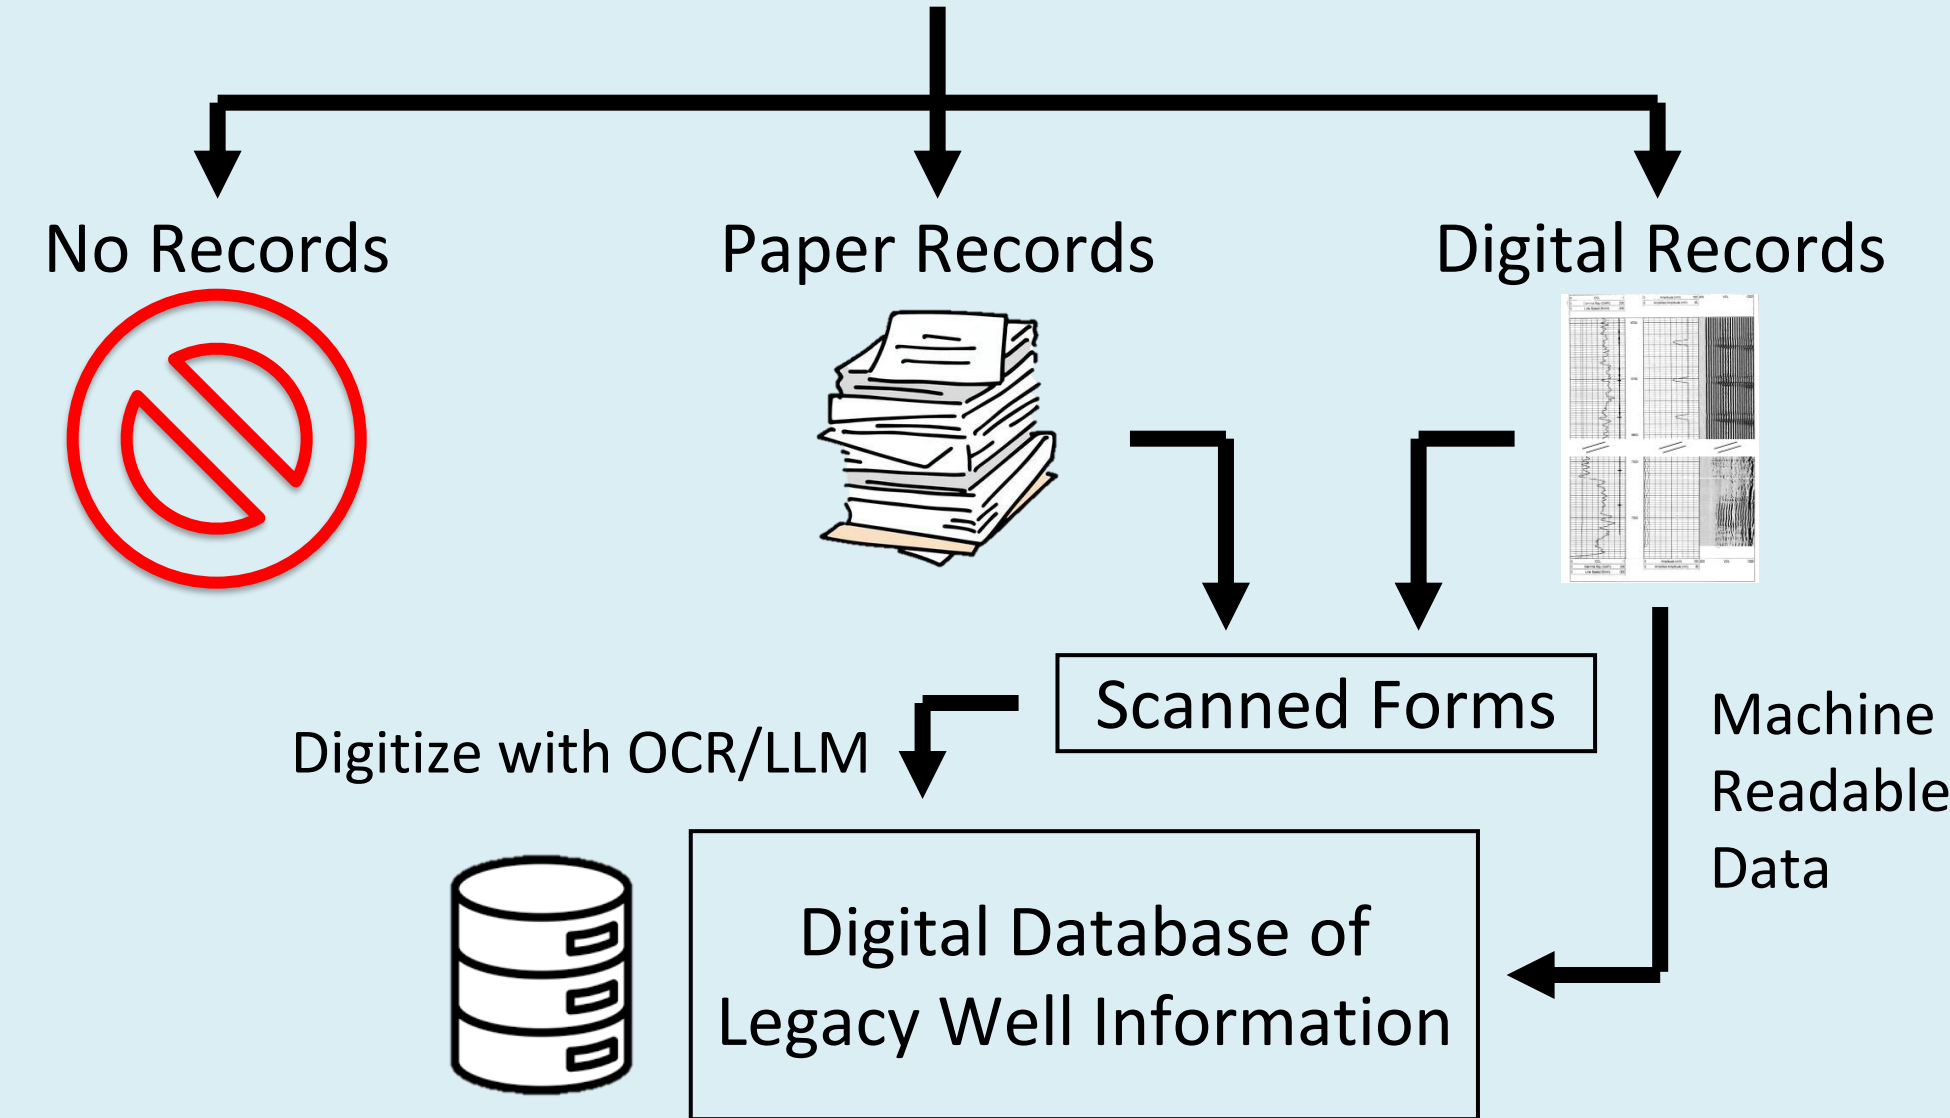 No Records
Paper Records
Digital Records
Scanned Forms
Digitize with OCR/LLM
Machine
Readable
Data
Digital Database of
Legacy Well Information